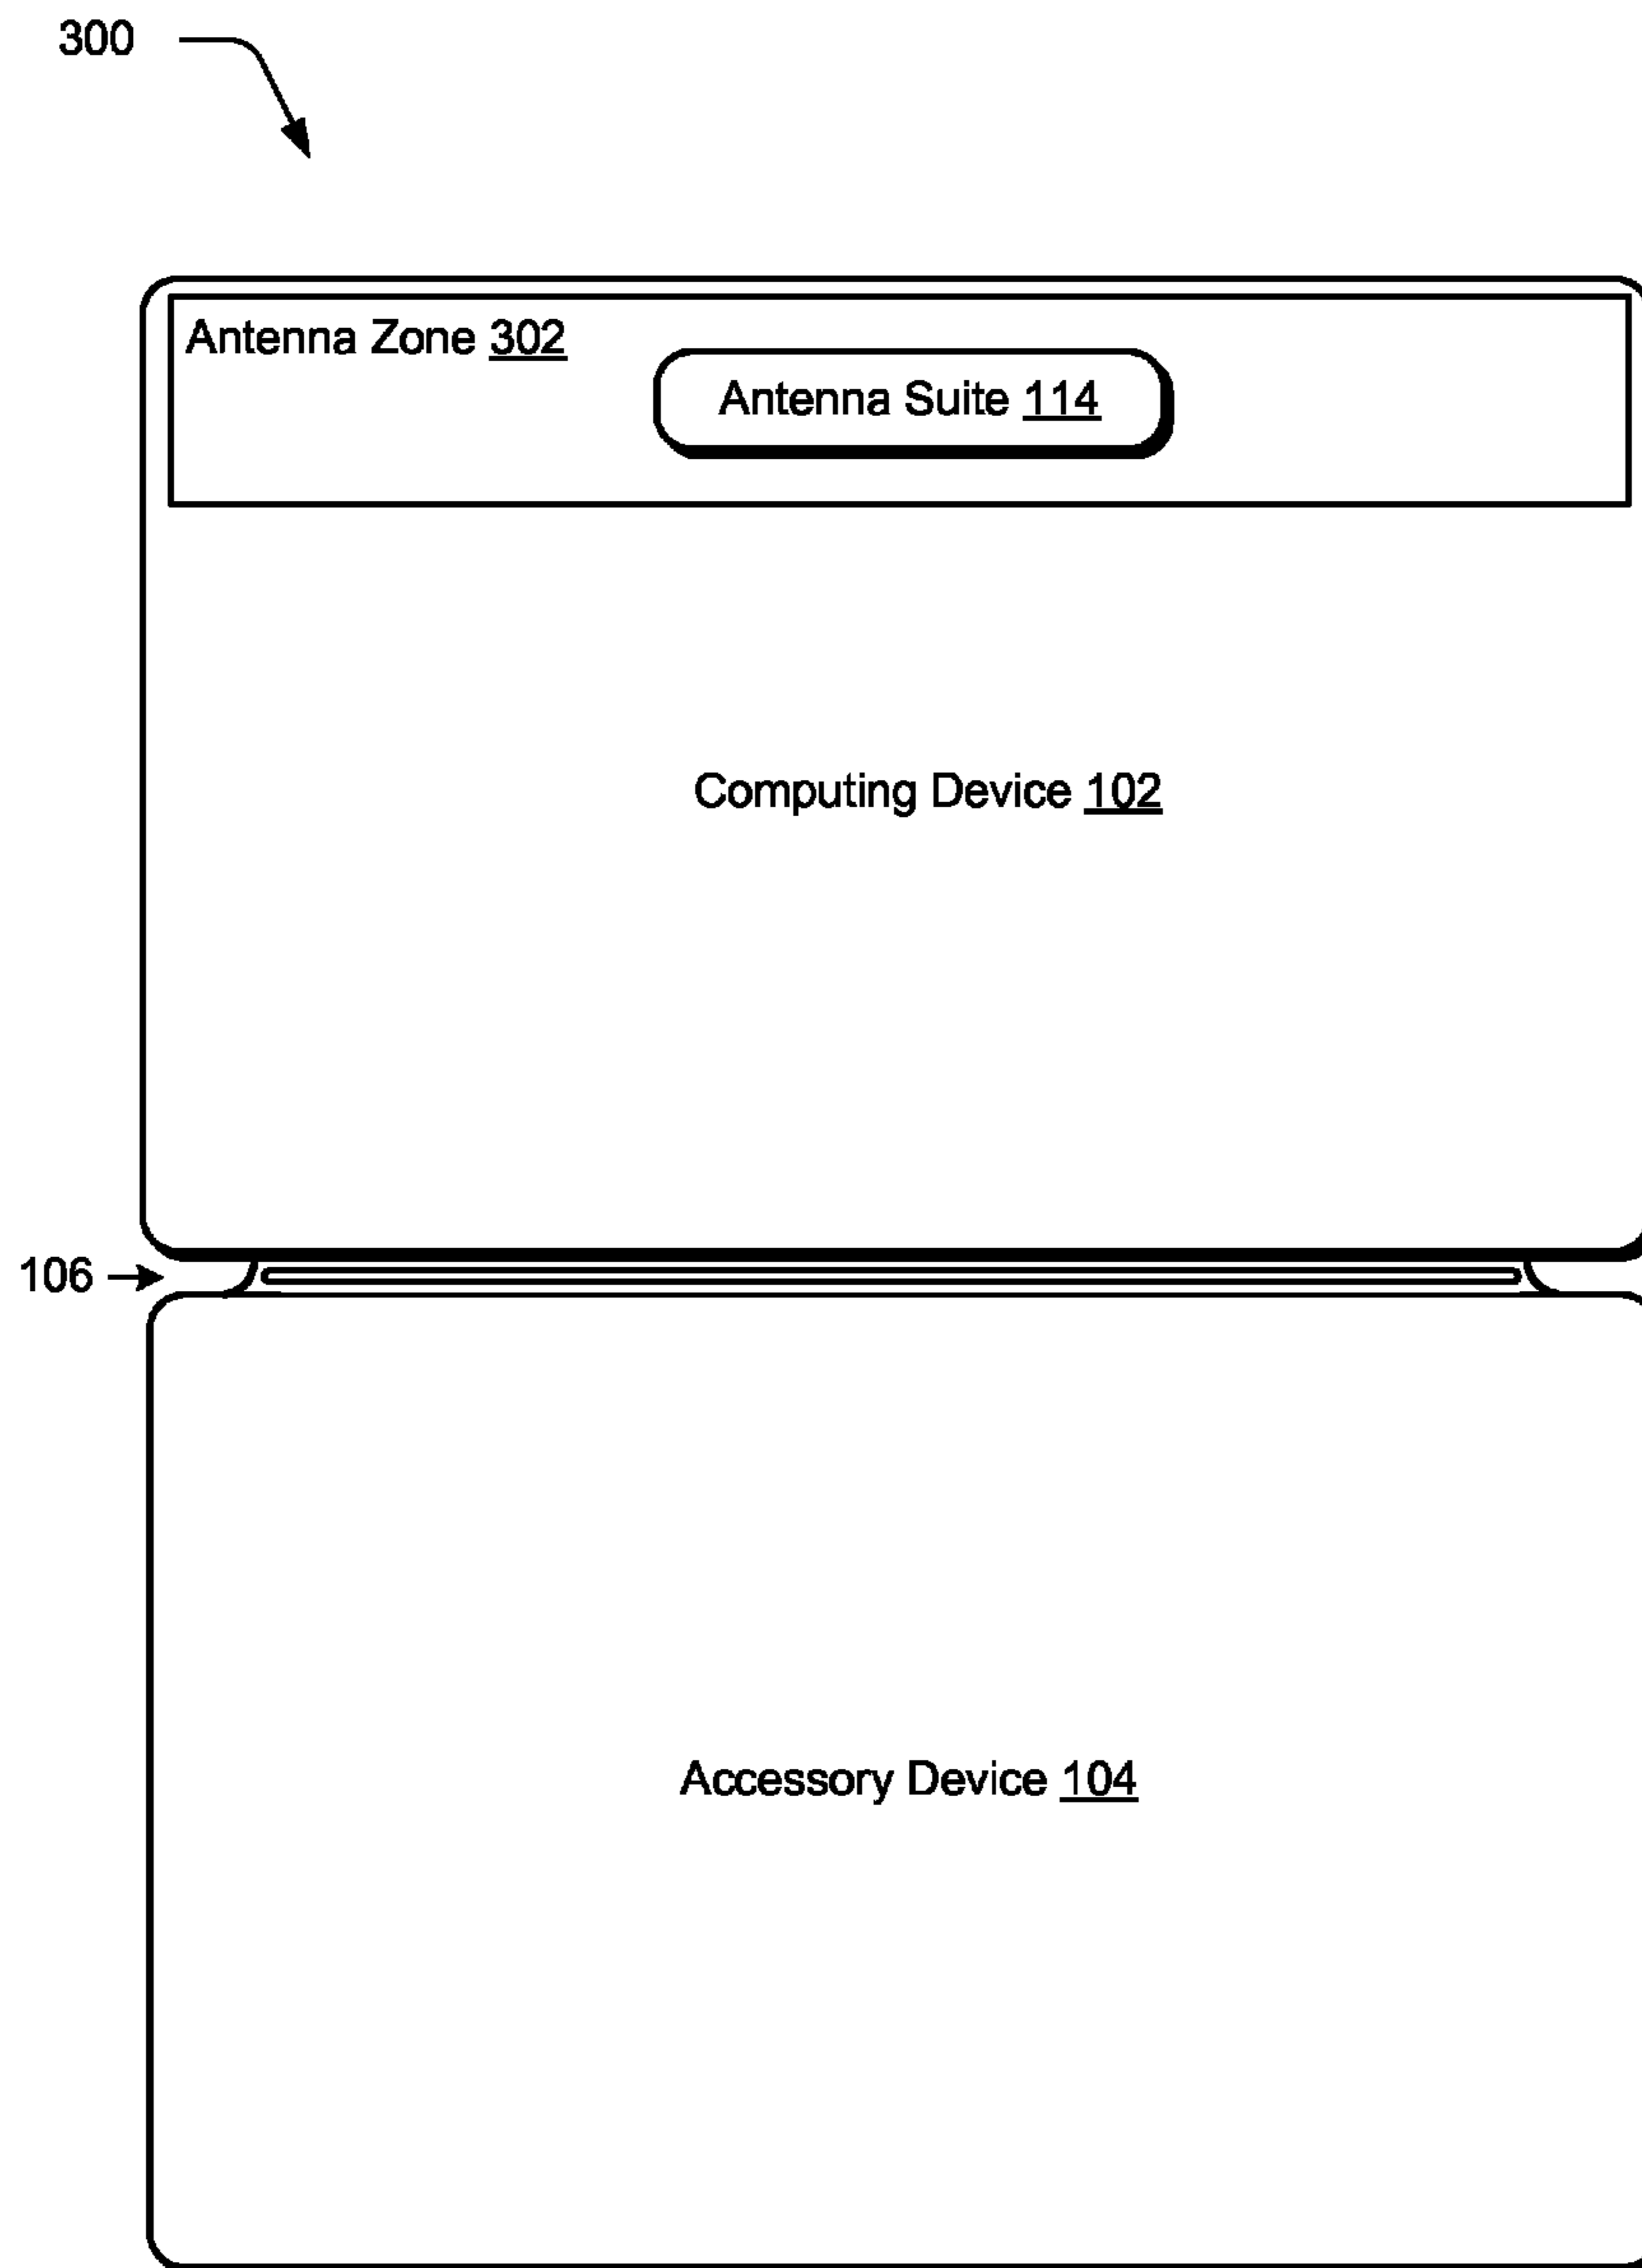 300
Antenna Zone 302
Antenna Suite 114
Computing Device 102
106
Accessory Device 104